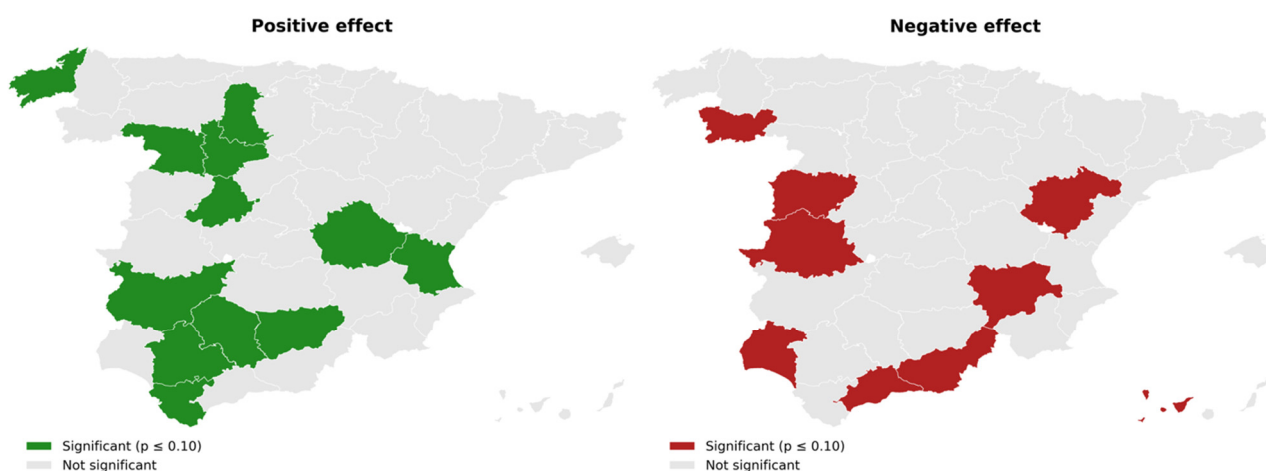 Positive effect
Negative effect
Significant (p ≤ 0.10)
Not significant
Significant (p ≤ 0.10)
Not significant